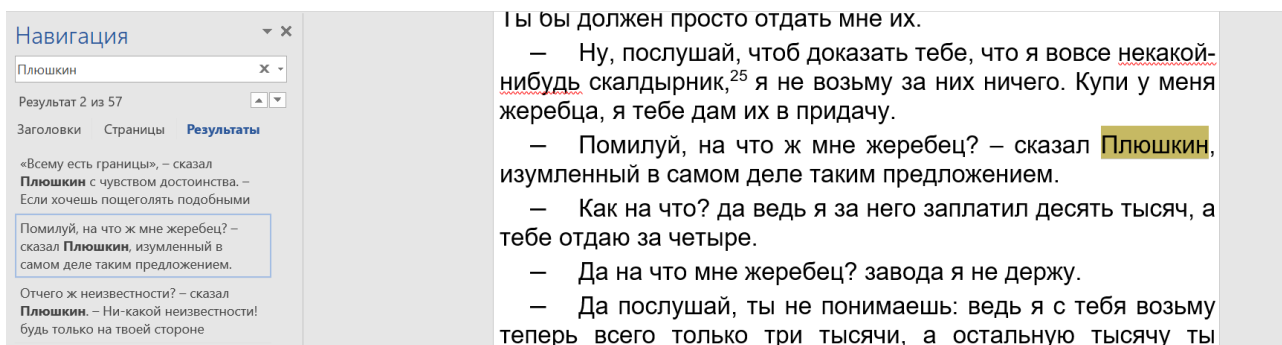 Навигация
Плюшкин
Результат 2 из 57
Заголовки Страницы Результаты
«Всему есть границы», – сказал
Плюшкин с чувством достоинства. –
Если хочешь пощеголять подобными
Помилуй, на что ж мне жеребец? –
сказал Плюшкин, изумленный в
самом деле таким предложением.
Отчего ж неизвестности? – сказал
Плюшкин. – Ни-какой неизвестности!
будь только на твоей стороне
Ты бы должен просто отдать мне их.
– Ну, послушай, чтоб доказать тебе, что я вовсе некакой-
нибудь скалдырник,25 я не возьму за них ничего. Купи у меня
жеребца, я тебе дам их в придачу.
– Помилуй, на что ж мне жеребец? – сказал Плюшкин,
изумленный в самом деле таким предложением.
– Как на что? да ведь я за него заплатил десять тысяч, а
тебе отдаю за четыре.
– Да на что мне жеребец? завода я не держу.
– Да послушай, ты не понимаешь: ведь я с тебя возьму
теперь всего только три тысячи, а остальную тысячу ты